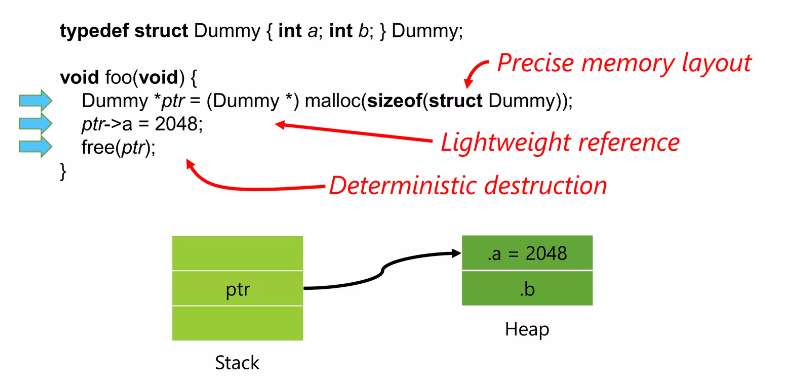 typedef struct Dummy { int a; int b; } Dummy;
Precise memory layout
void foo(void) {
Dummy *ptr = (Dummy *) malloc(sizeof(struct Dummy));
ptr->a = 2048;
Lightweight reference
free(ptr);
}
Deterministic destruction
.a = 2048
ptr
.b
Heap
Stack